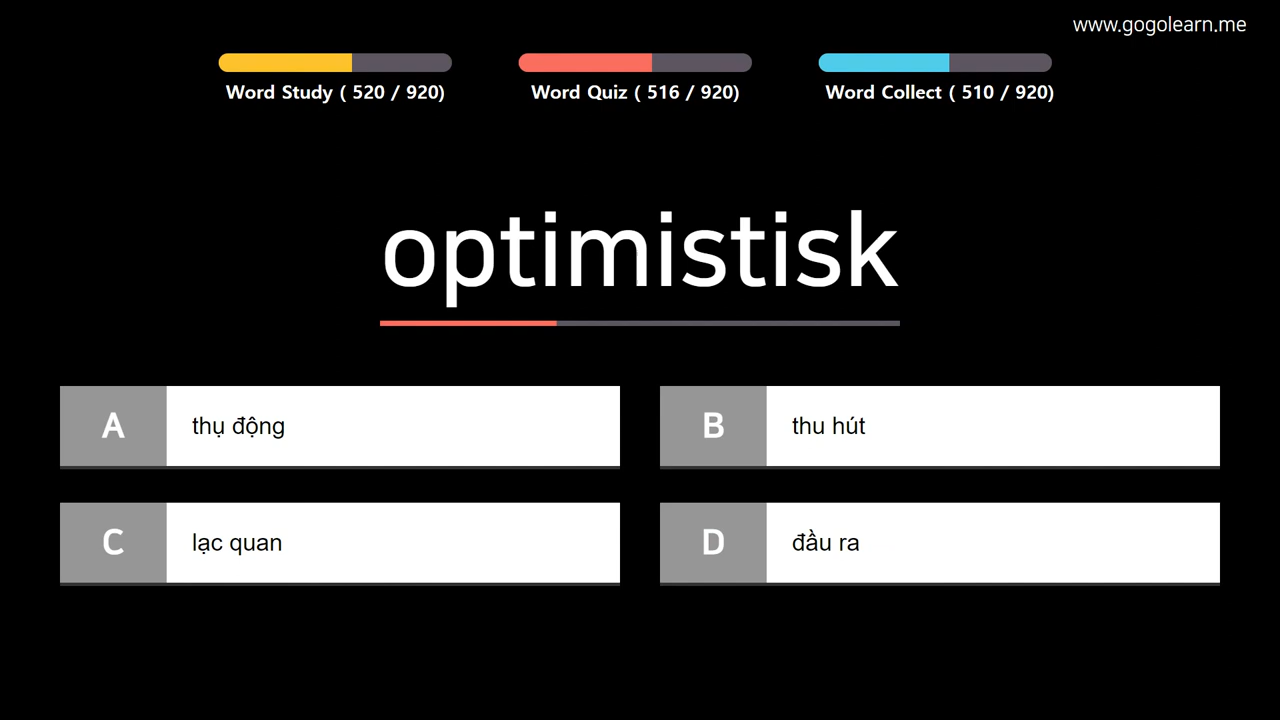 www.gogolearn.me
Word Study ( 520 / 920)
Word Quiz ( 516 / 920)
Word Collect ( 510 / 920)
optimistisk
A
thụ động
B
thu hút
C
lạc quan
D
đầu ra